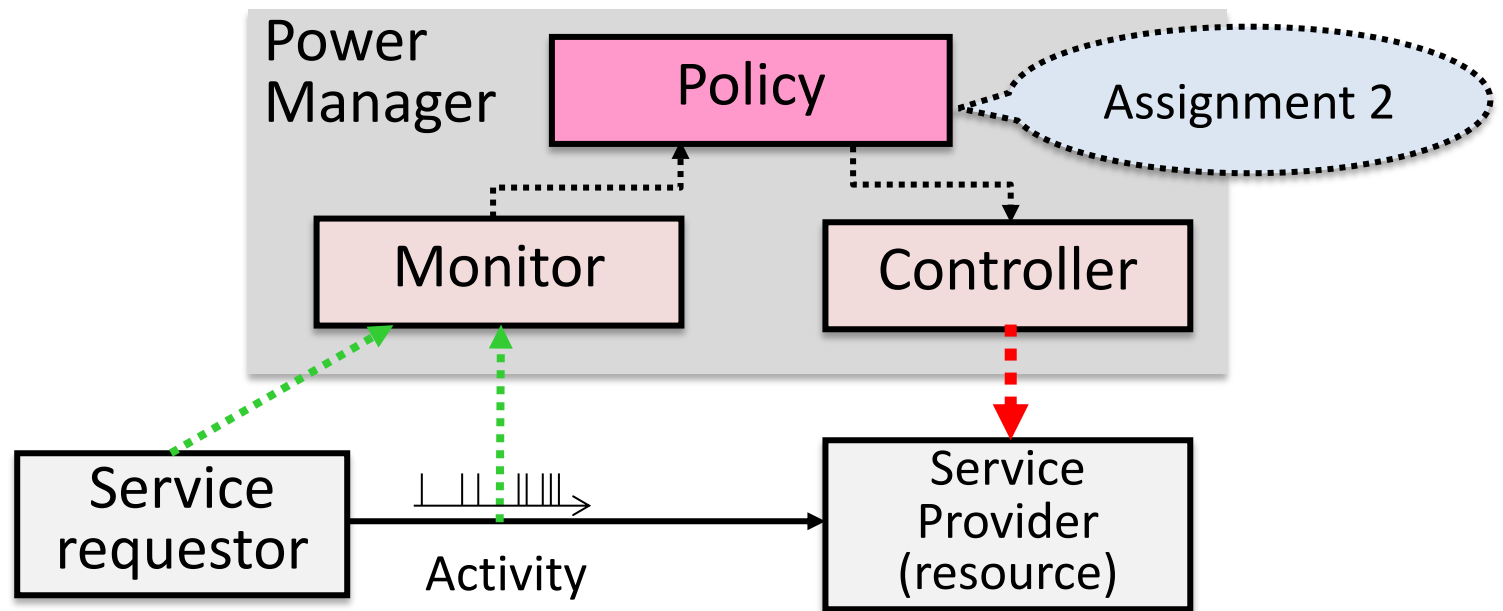 Power
Manager
Policy
Assignment 2
Monitor
Controller
Service
requestor
Activity
Service
Provider
(resource)